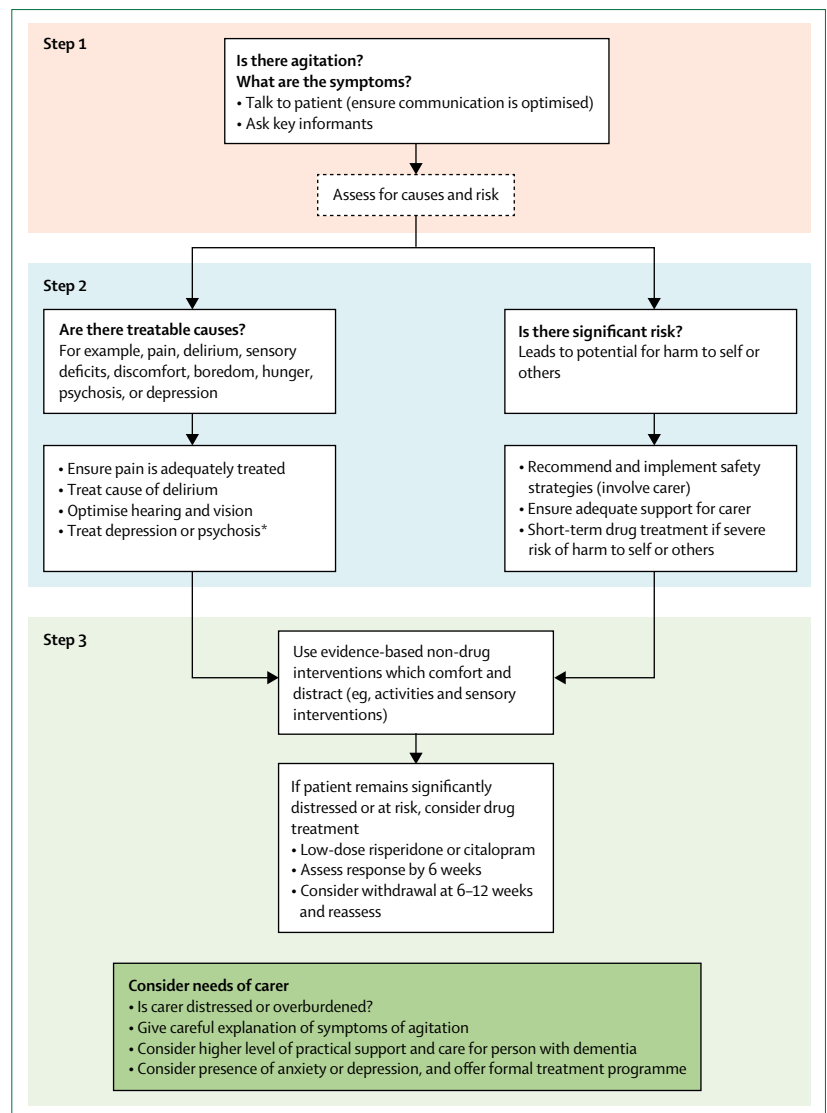 Step 1
Is there agitation?
What are the symptoms?
• Talk to patient (ensure communication is optimised)
• Ask key informants
Assess for causes and risk
Step 2
Are there treatable causes?
For example, pain, delirium, sensory
deficits, discomfort, boredom, hunger,
psychosis, or depression
• Ensure pain is adequately treated
• Treat cause of delirium
• Optimise hearing and vision
• Treat depression or psychosis*
Is there significant risk?
Leads to potential for harm to self or
others
• Recommend and implement safety
strategies (involve carer)
• Ensure adequate support for carer
• Short-term drug treatment if severe
risk of harm to self or others
Step 3
Use evidence-based non-drug
interventions which comfort and
distract (eg, activities and sensory
interventions)
If patient remains significantly
distressed or at risk, consider drug
treatment
• Low-dose risperidone or citalopram
• Assess response by 6 weeks
• Consider withdrawal at 6–12 weeks
and reassess
Consider needs of carer
• Is carer distressed or overburdened?
• Give careful explanation of symptoms of agitation
• Consider higher level of practical support and care for person with dementia
• Consider presence of anxiety or depression, and offer formal treatment programme